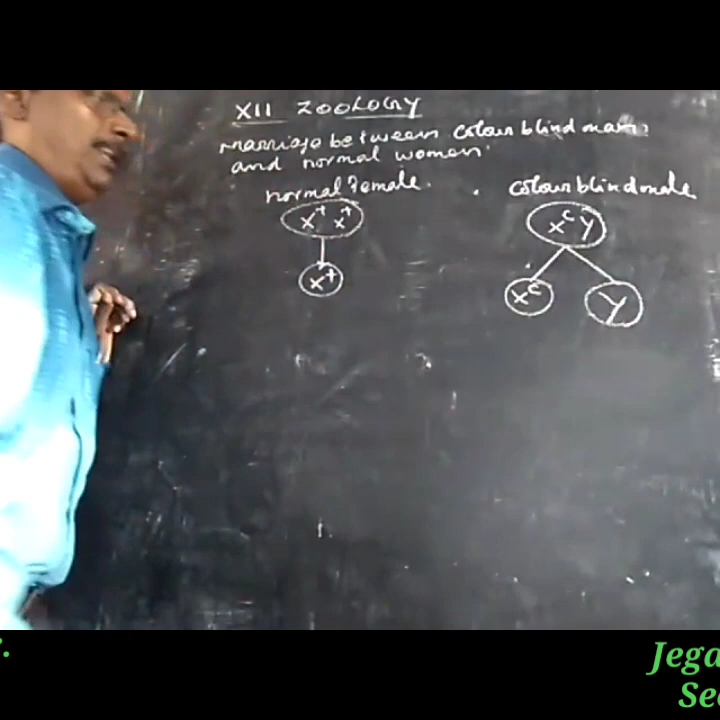 XII ZOOLOGY
marriage between colour blind man
and normal women
normal Female. colour blind male
X⁺ X⁺ XᶜY
X⁺ Xᶜ Y
Jega
Se